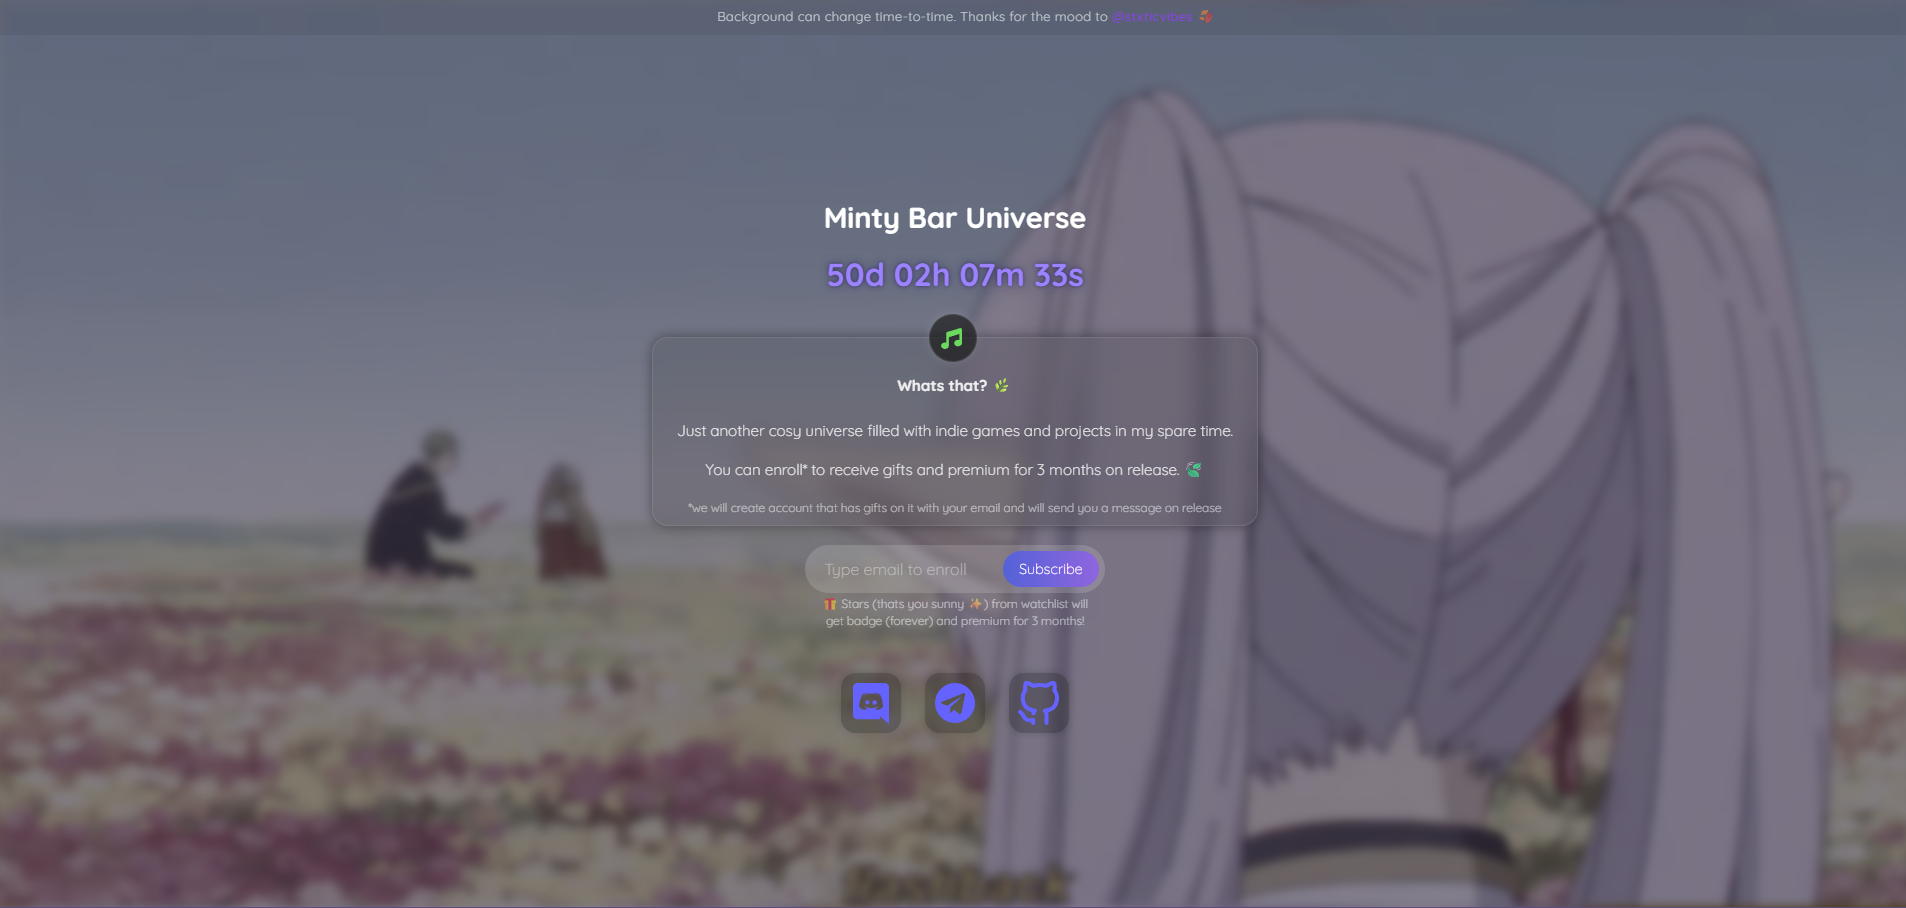 Background can change time-to-time. Thanks for the mood to @stxticvibes 🍂
Minty Bar Universe
50d 02h 07m 33s
Whats that? 🌿
Just another cosy universe filled with indie games and projects in my spare time.
You can enroll* to receive gifts and premium for 3 months on release. 🍃
*we will create account that has gifts on it with your email and will send you a message on release
Type email to enroll
Subscribe
🎁 Stars (thats you sunny ✨) from watchlist will
get badge (forever) and premium for 3 months!